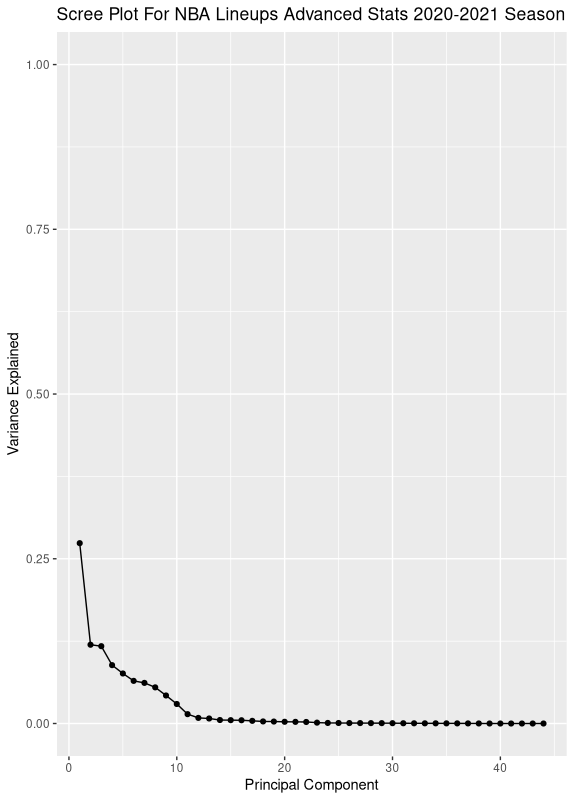 Scree Plot For NBA Lineups Advanced Stats 2020-2021 Season
1.00
0.75
0.50
0.25
0.00
Variance Explained
0 10 20 30 40
Principal Component